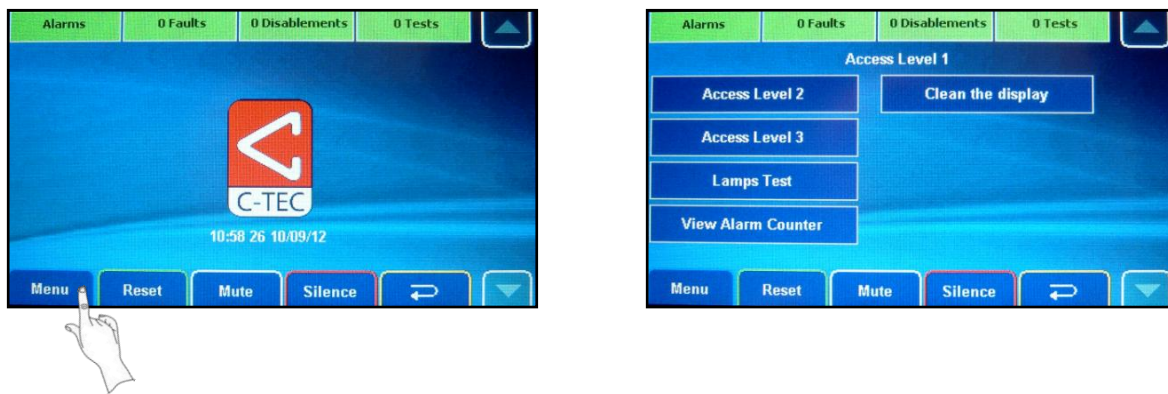 Alarms 0 Faults 0 Disablements 0 Tests
C-TEC
10:58 26 10/09/12
Menu Reset Mute Silence
Alarms 0 Faults 0 Disablements 0 Tests
Access Level 1
Access Level 2 Clean the display
Access Level 3
Lamps Test
View Alarm Counter
Menu Reset Mute Silence